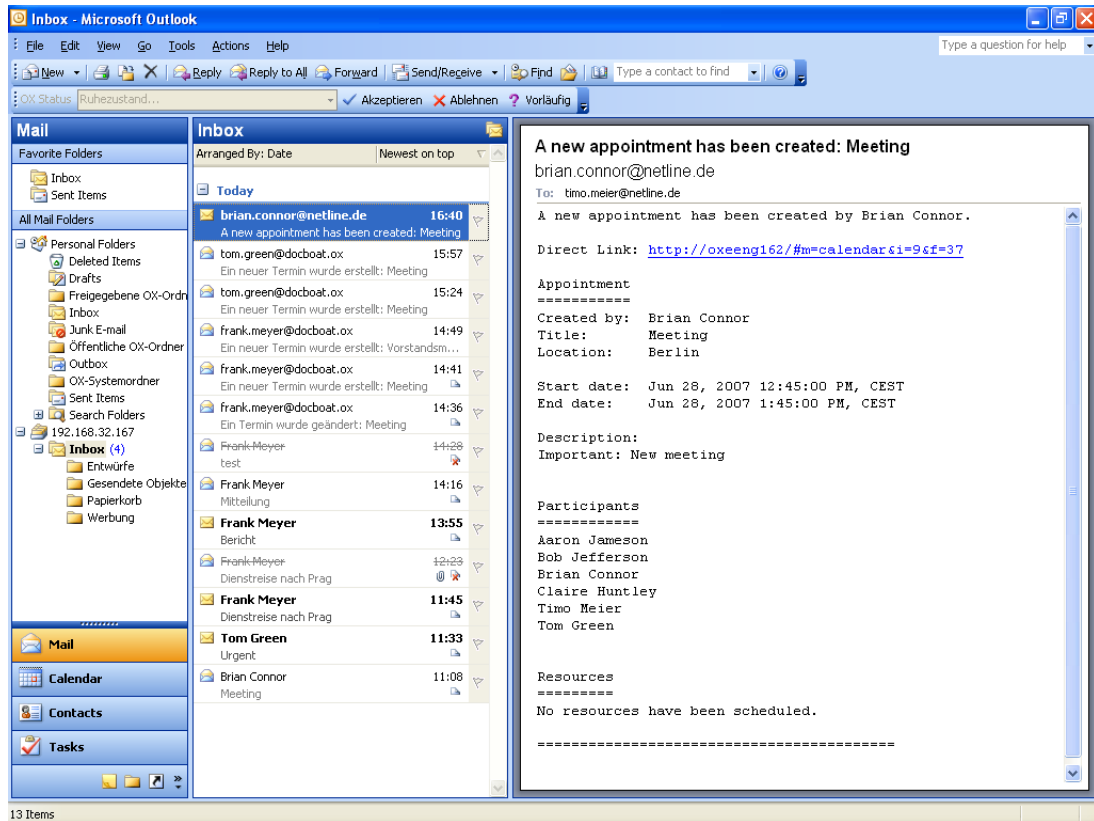 Inbox - Microsoft Outlook
File Edit View Go Tools Actions Help
Type a question for help
New Reply Reply to All Forward Send/Receive Find Type a contact to find
OX Status Ruhezustand... Akzeptieren Ablehnen Vorläufig
Mail
Favorite Folders
Inbox
Sent Items
All Mail Folders
Personal Folders
Deleted Items
Drafts
Freigegebene OX-Ordn
Inbox
Junk E-mail
Öffentliche OX-Ordner
Outbox
OX-Systemordner
Sent Items
Search Folders
192.168.32.167
Inbox (4)
Entwürfe
Gesendete Objekte
Papierkorb
Werbung
Mail
Calendar
Contacts
Tasks
13 Items
Inbox
Arranged By: Date Newest on top
Today
brian.connor@netline.de 16:40
A new appointment has been created: Meeting
tom.green@docboat.ox 15:57
Ein neuer Termin wurde erstellt: Meeting
tom.green@docboat.ox 15:24
Ein neuer Termin wurde erstellt: Meeting
frank.meyer@docboat.ox 14:49
Ein neuer Termin wurde erstellt: Vorstandsm...
frank.meyer@docboat.ox 14:41
Ein neuer Termin wurde erstellt: Meeting
frank.meyer@docboat.ox 14:36
Ein Termin wurde geändert: Meeting
Frank Meyer 14:28
test
Frank Meyer 14:16
Mitteilung
Frank Meyer 13:55
Bericht
Frank Meyer 12:23
Dienstreise nach Prag
Frank Meyer 11:45
Dienstreise nach Prag
Tom Green 11:33
Urgent
Brian Connor 11:08
Meeting
A new appointment has been created: Meeting
brian.connor@netline.de
To: timo.meier@netline.de
A new appointment has been created by Brian Connor.
Direct Link: http://oxeeng162/#m=calendar&i=9&f=37
Appointment
===========
Created by: Brian Connor
Title: Meeting
Location: Berlin
Start date: Jun 28, 2007 12:45:00 PM, CEST
End date: Jun 28, 2007 1:45:00 PM, CEST
Description:
Important: New meeting
Participants
============
Aaron Jameson
Bob Jefferson
Brian Connor
Claire Huntley
Timo Meier
Tom Green
Resources
=========
No resources have been scheduled.
==========================================